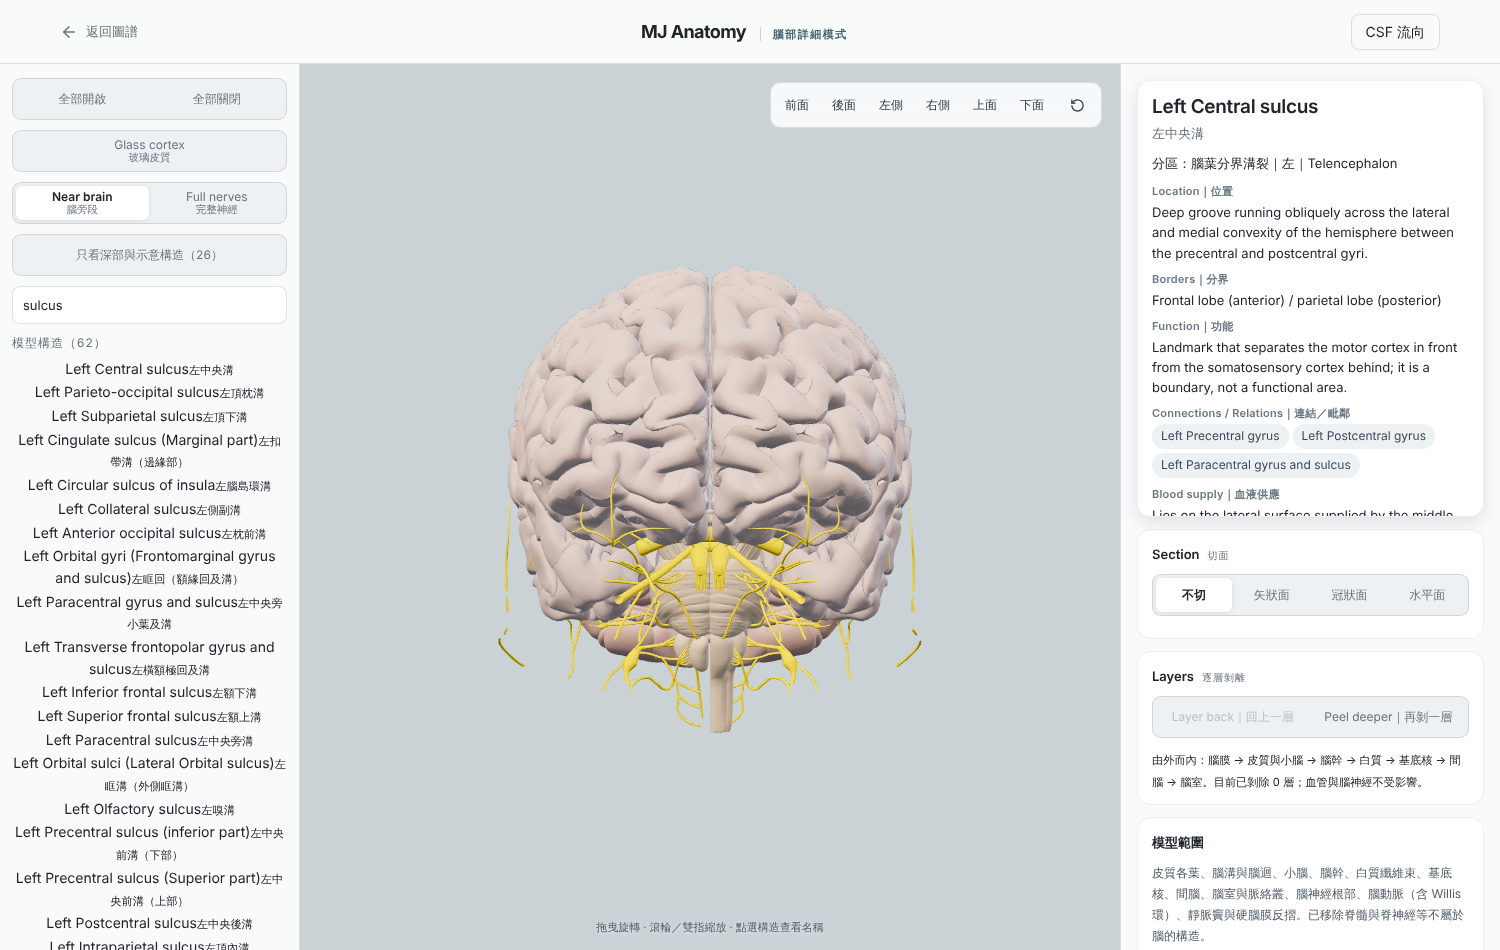 返回圖譜
MJ Anatomy
腦部詳細模式
CSF 流向
全部開啟
全部關閉
Glass cortex
玻璃皮質
Near brain
腦旁段
Full nerves
完整神經
只看深部與示意構造（26）
sulcus
模型構造（62）
Left Central sulcus左中央溝
Left Parieto-occipital sulcus左頂枕溝
Left Subparietal sulcus左頂下溝
Left Cingulate sulcus (Marginal part)左扣
帶溝（邊緣部）
Left Circular sulcus of insula左腦島環溝
Left Collateral sulcus左側副溝
Left Anterior occipital sulcus左枕前溝
Left Orbital gyri (Frontomarginal gyrus
and sulcus)左眶回（額緣回及溝）
Left Paracentral gyrus and sulcus左中央旁
小葉及溝
Left Transverse frontopolar gyrus and
sulcus左橫額極回及溝
Left Inferior frontal sulcus左額下溝
Left Superior frontal sulcus左額上溝
Left Paracentral sulcus左中央旁溝
Left Orbital sulci (Lateral Orbital sulcus)左
眶溝（外側眶溝）
Left Olfactory sulcus左嗅溝
Left Precentral sulcus (inferior part)左中央
前溝（下部）
Left Precentral sulcus (Superior part)左中
央前溝（上部）
Left Postcentral sulcus左中央後溝
Left Intraparietal sulcus左頂內溝
前面
後面
左側
右側
上面
下面
拖曳旋轉 · 滾輪／雙指縮放 · 點選構造查看名稱
Left Central sulcus
左中央溝
分區：腦葉分界溝裂｜左｜Telencephalon
Location｜位置
Deep groove running obliquely across the lateral
and medial convexity of the hemisphere between
the precentral and postcentral gyri.
Borders｜分界
Frontal lobe (anterior) / parietal lobe (posterior)
Function｜功能
Landmark that separates the motor cortex in front
from the somatosensory cortex behind; it is a
boundary, not a functional area.
Connections / Relations｜連結／毗鄰
Left Precentral gyrus
Left Postcentral gyrus
Left Paracentral gyrus and sulcus
Blood supply｜血液供應
Lies on the lateral surface supplied by the middle
Section 切面
不切
矢狀面
冠狀面
水平面
Layers 逐層剝離
Layer back｜回上一層
Peel deeper｜再剝一層
由外而內：腦膜 → 皮質與小腦 → 腦幹 → 白質 → 基底核 → 間
腦 → 腦室。目前已剝除 0 層；血管與腦神經不受影響。
模型範圍
皮質各葉、腦溝與腦迴、小腦、腦幹、白質纖維束、基底
核、間腦、腦室與脈絡叢、腦神經根部、腦動脈（含 Willis
環）、靜脈竇與硬腦膜反摺。已移除脊髓與脊神經等不屬於
腦的構造。